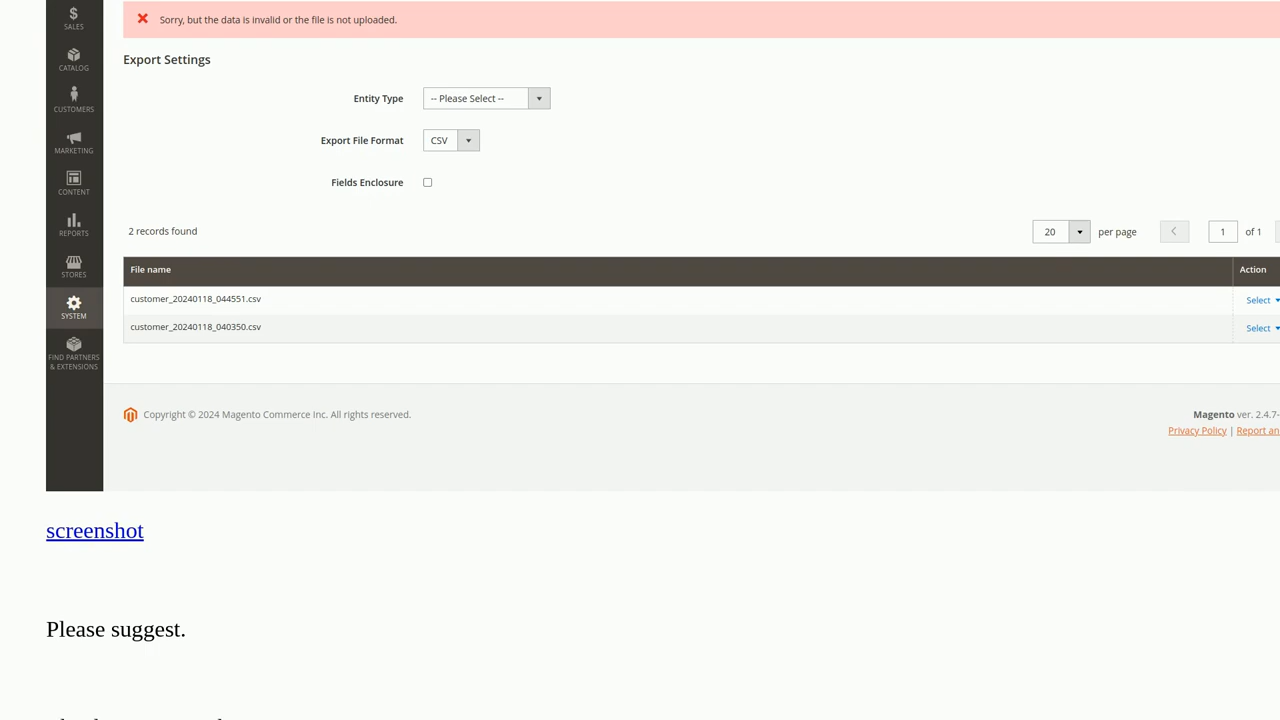 SALES
Sorry, but the data is invalid or the file is not uploaded.
Export Settings
CATALOG
Entity Type -- Please Select --
CUSTOMERS
Export File Format CSV
MARKETING
Fields Enclosure
CONTENT
2 records found 20 per page 1 of 1
REPORTS
File name Action
STORES
customer_20240118_044551.csv Select
SYSTEM
customer_20240118_040350.csv Select
FIND PARTNERS
& EXTENSIONS
Copyright © 2024 Magento Commerce Inc. All rights reserved.
Magento ver. 2.4.7-
Privacy Policy | Report an
screenshot
Please suggest.